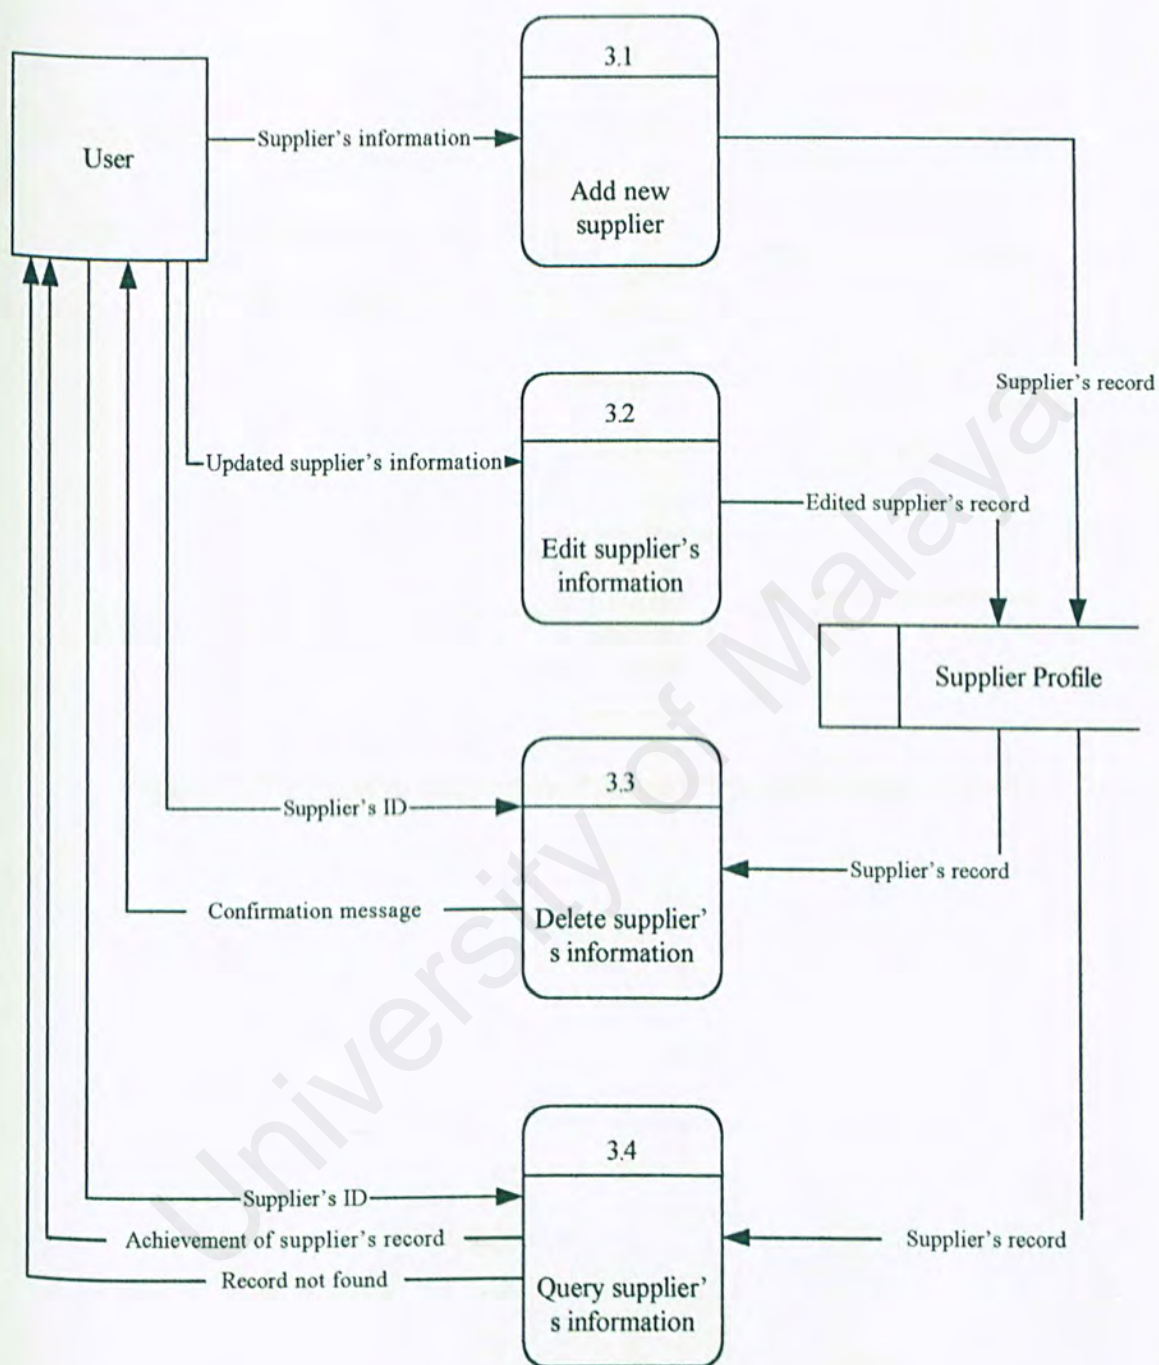 3.1
User
Supplier's information
Add new
supplier
Supplier's record
3.2
Updated supplier's information
Edited supplier's record
Edit supplier's
information
Supplier Profile
3.3
Supplier's ID
Supplier's record
Confirmation message
Delete supplier'
s information
3.4
Supplier's ID
Achievement of supplier's record
Supplier's record
Record not found
Query supplier'
s information
University of Malaya